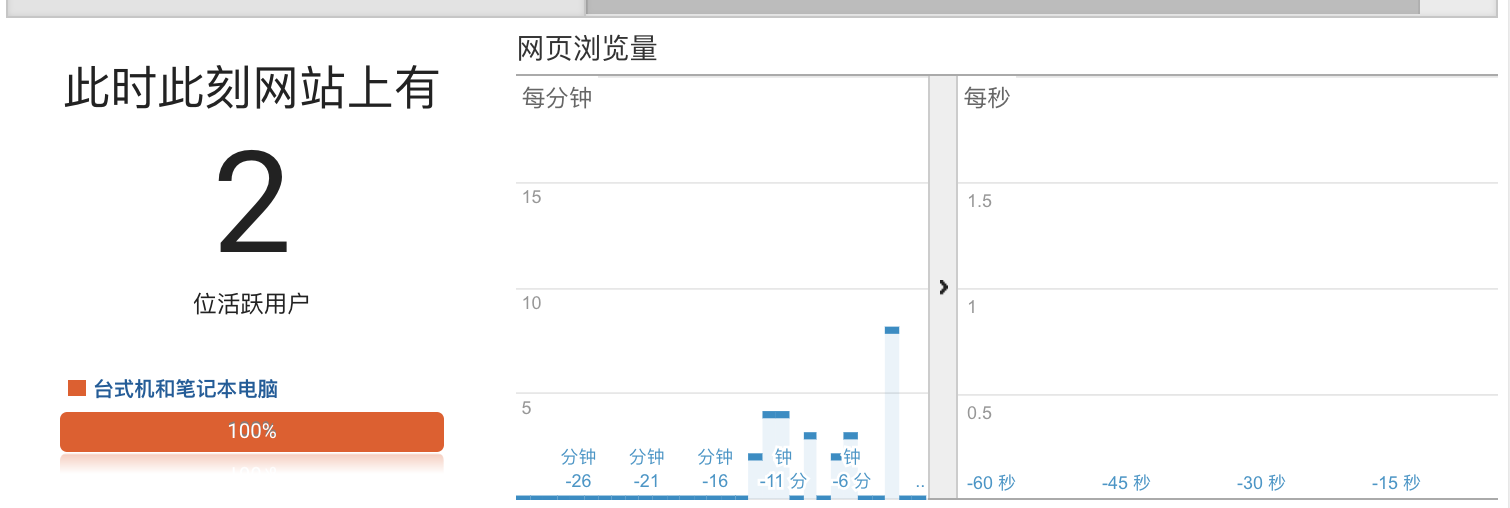 此时此刻网站上有
2
位活跃用户
台式机和笔记本电脑
100%
网页浏览量
每分钟
15
10
5
分钟 -26
分钟 -21
分钟 -16
钟 -11 分
钟 -6 分
..
每秒
1.5
1
0.5
-60 秒
-45 秒
-30 秒
-15 秒